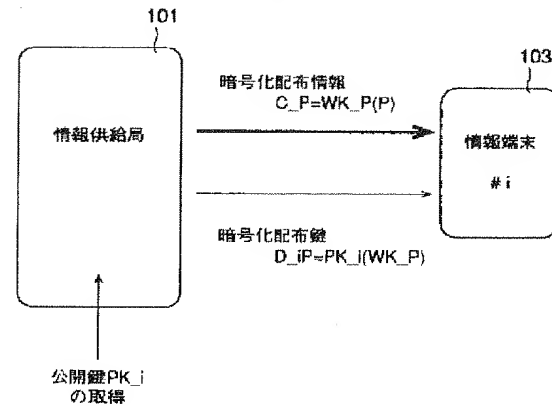 101
103
暗号化配布情報
C_P=WK_P(P)
情報供給局
情報端末
#i
暗号化配布鍵
D_iP=PK_i(WK_P)
公開鍵PK_i
の取得